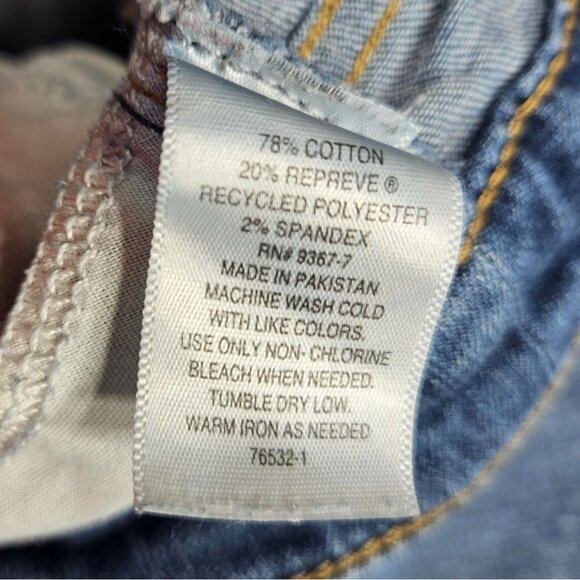 78% COTTON
20% REPREVE ®
RECYCLED POLYESTER
2% SPANDEX
RN# 9367-7
MADE IN PAKISTAN
MACHINE WASH COLD
WITH LIKE COLORS.
USE ONLY NON- CHLORINE
BLEACH WHEN NEEDED.
TUMBLE DRY LOW.
WARM IRON AS NEEDED
76532-1